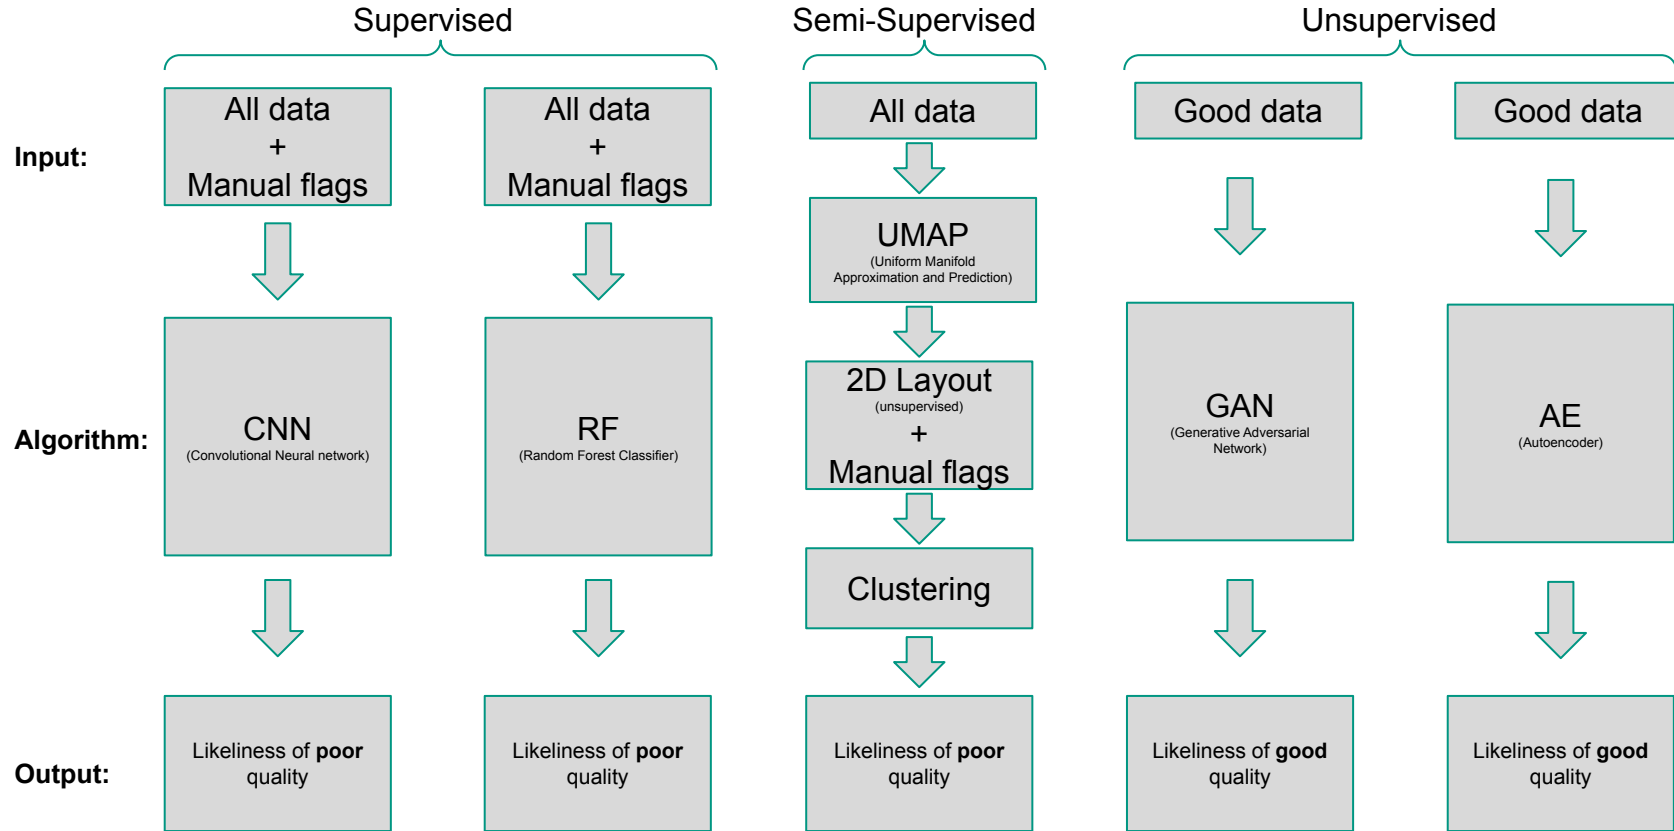 Supervised
Semi-Supervised
Unsupervised
Input:
All data
+
Manual flags
All data
+
Manual flags
All data
Good data
Good data
UMAP
(Uniform Manifold
Approximation and Prediction)
Algorithm:
CNN
(Convolutional Neural network)
RF
(Random Forest Classifier)
2D Layout
(unsupervised)
+
Manual flags
GAN
(Generative Adversarial
Network)
AE
(Autoencoder)
Clustering
Output:
Likeliness of poor
quality
Likeliness of poor
quality
Likeliness of poor
quality
Likeliness of good
quality
Likeliness of good
quality